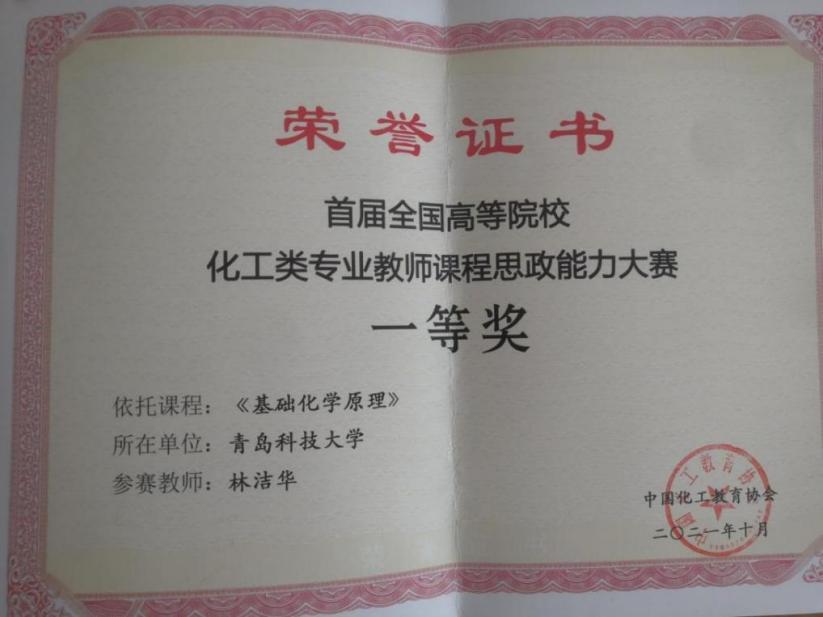 荣誉证书
首届全国高等院校
化工类专业教师课程思政能力大赛
一等奖
依托课程：《基础化学原理》
所在单位：青岛科技大学
参赛教师：林洁华
中国化工教育协会
二〇二一年十月